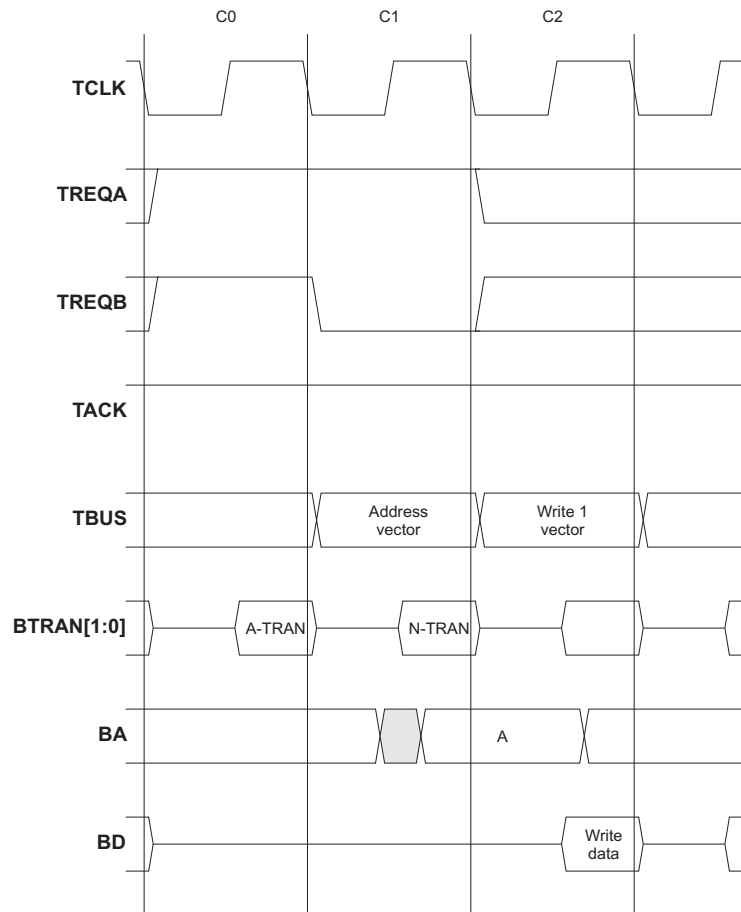 C0 C1 C2
TCLK
TREQA
TREQB
TACK
TBUS
Address
vector
Write 1
vector
BTRAN[1:0]
A-TRAN N-TRAN
BA
A
BD
Write
data